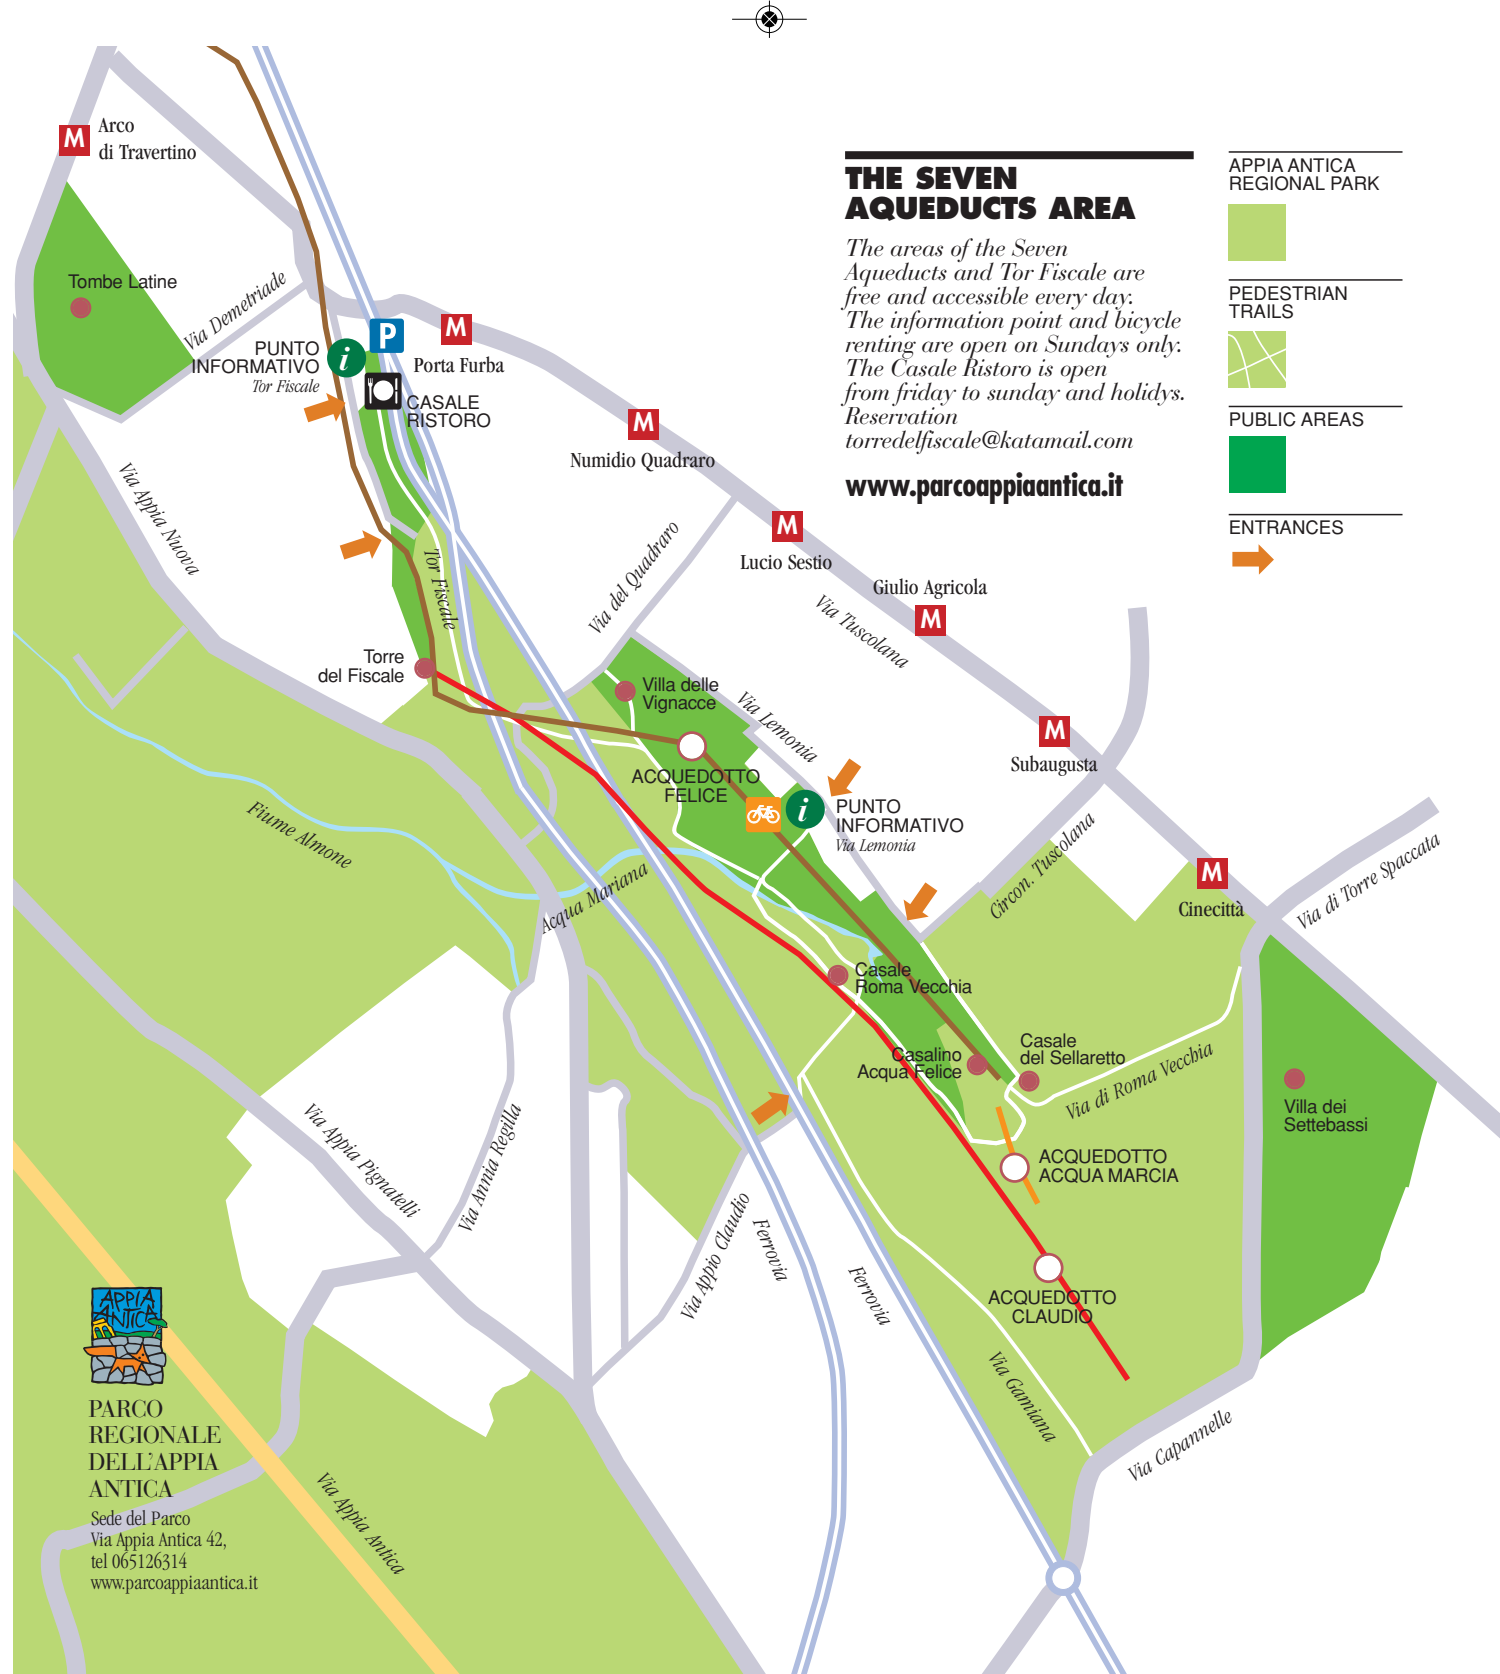 M
Arco
di Travertino
Tombe Latine
Via Demetriade
PUNTO
INFORMATIVO
Tor Fiscale
i
P
M
Porta Furba
CASALE
RISTORO
M
Numidio Quadraro
M
Lucio Sestio
Giulio Agricola
M
M
Subaugusta
M
Cinecittà
THE SEVEN
AQUEDUCTS AREA
The areas of the Seven
Aqueducts and Tor Fiscale are
free and accessible every day.
The information point and bicycle
renting are open on Sundays only.
The Casale Ristoro is open
from friday to sunday and holidys.
Reservation
torredelfiscale@katamail.com
www.parcoappiaantica.it
APPIA ANTICA
REGIONAL PARK
PEDESTRIAN
TRAILS
PUBLIC AREAS
ENTRANCES
Via Appia Nuova
Tor Fiscale
Via del Quadraro
Via Tuscolana
Torre
del Fiscale
Villa delle
Vignacce
Via Lemonia
ACQUEDOTTO
FELICE
i
PUNTO
INFORMATIVO
Via Lemonia
Fiume Almone
Acqua Mariana
Circon. Tuscolana
Via di Torre Spaccata
Casale
Roma Vecchia
Casalino
Acqua Felice
Casale
del Sellaretto
Via di Roma Vecchia
Villa dei
Settebassi
ACQUEDOTTO
ACQUA MARCIA
ACQUEDOTTO
CLAUDIO
Via Appia Pignatelli
Via Annia Regilla
Via Appio Claudio
Ferrovia
Ferrovia
Via Gamiana
Via Capannelle
Via Appia Antica
APPIA
ANTICA
PARCO
REGIONALE
DELL'APPIA
ANTICA
Sede del Parco
Via Appia Antica 42,
tel 065126314
www.parcoappiaantica.it